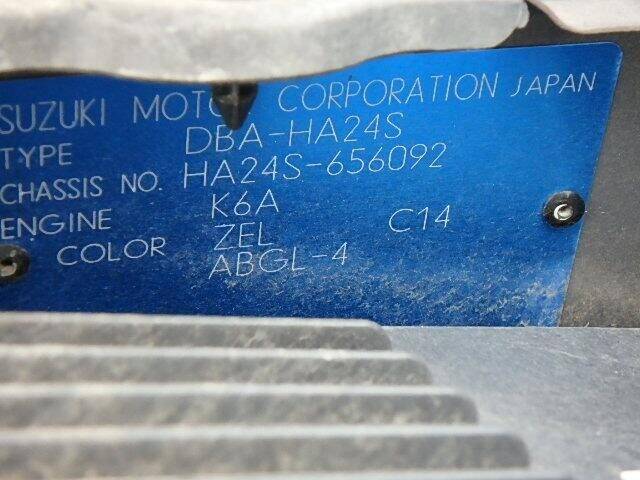 SUZUKI MOTO CORPORATION JAPAN
TYPE DBA-HA24S
CHASSIS NO. HA24S-656092
ENGINE K6A
COLOR ZEL C14
ABGL-4